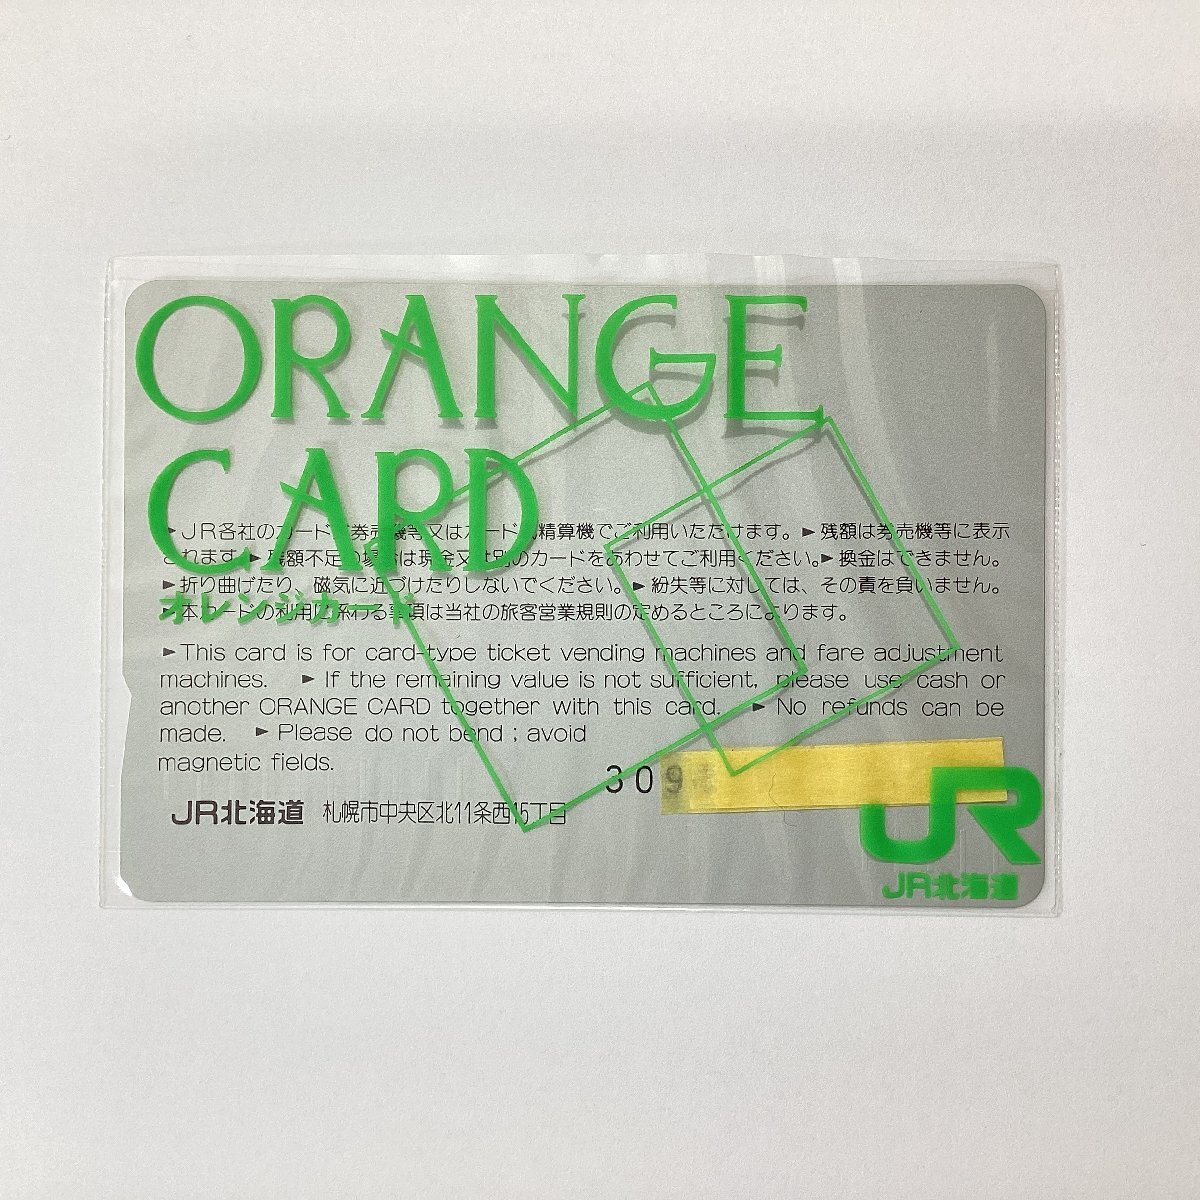 ORANGE
CARD
オレンジカード
►JR各社のカード式券売機等又はカード式精算機でご利用いただけます。►残額は券売機等に表示
されます。►残額不足の場合は現金又は別のカードをあわせてご利用ください。►換金はできません。
►折り曲げたり、磁気に近づけたりしないでください。►紛失等に対しては、その責を負いません。
►本カードの利用に係わる事項は当社の旅客営業規則の定めるところによります。
►This card is for card-type ticket vending machines and fare adjustment
machines. ►If the remaining value is not sufficient, please use cash or
another ORANGE CARD together with this card. ►No refunds can be
made. ►Please do not bend ; avoid
magnetic fields.
309
JR北海道 札幌市中央区北11条西15丁目
JR
JR北海道